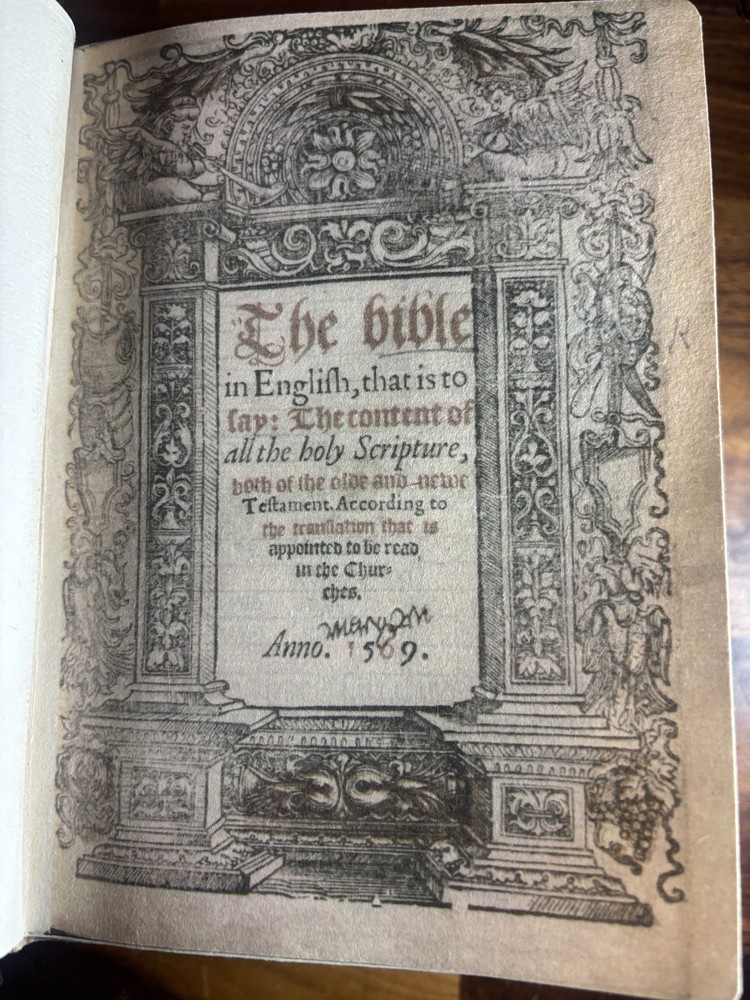 The bible
in Engliſh, that is to
ſay: The content of
all the holy Scripture,
both of the olde and newe
Teſtament. According to
the tranſlation that is
appointed to be read
in the Chur⸗
ches.
Anno. 1569.